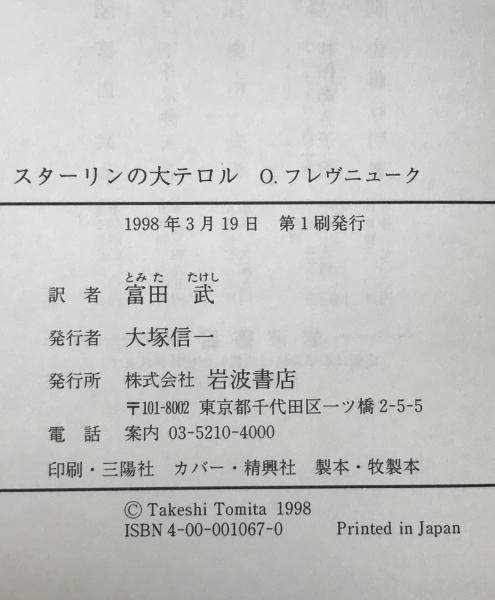 スターリンの大テロル O. フレヴニューク
1998年3月19日 第1刷発行
とみ た たけし
訳者 富田 武
発行者 大塚信一
発行所 株式会社 岩波書店
〒101-8002 東京都千代田区一ツ橋2-5-5
電話 案内 03-5210-4000
印刷・三陽社 カバー・精興社 製本・牧製本
© Takeshi Tomita 1998
ISBN 4-00-001067-0 Printed in Japan